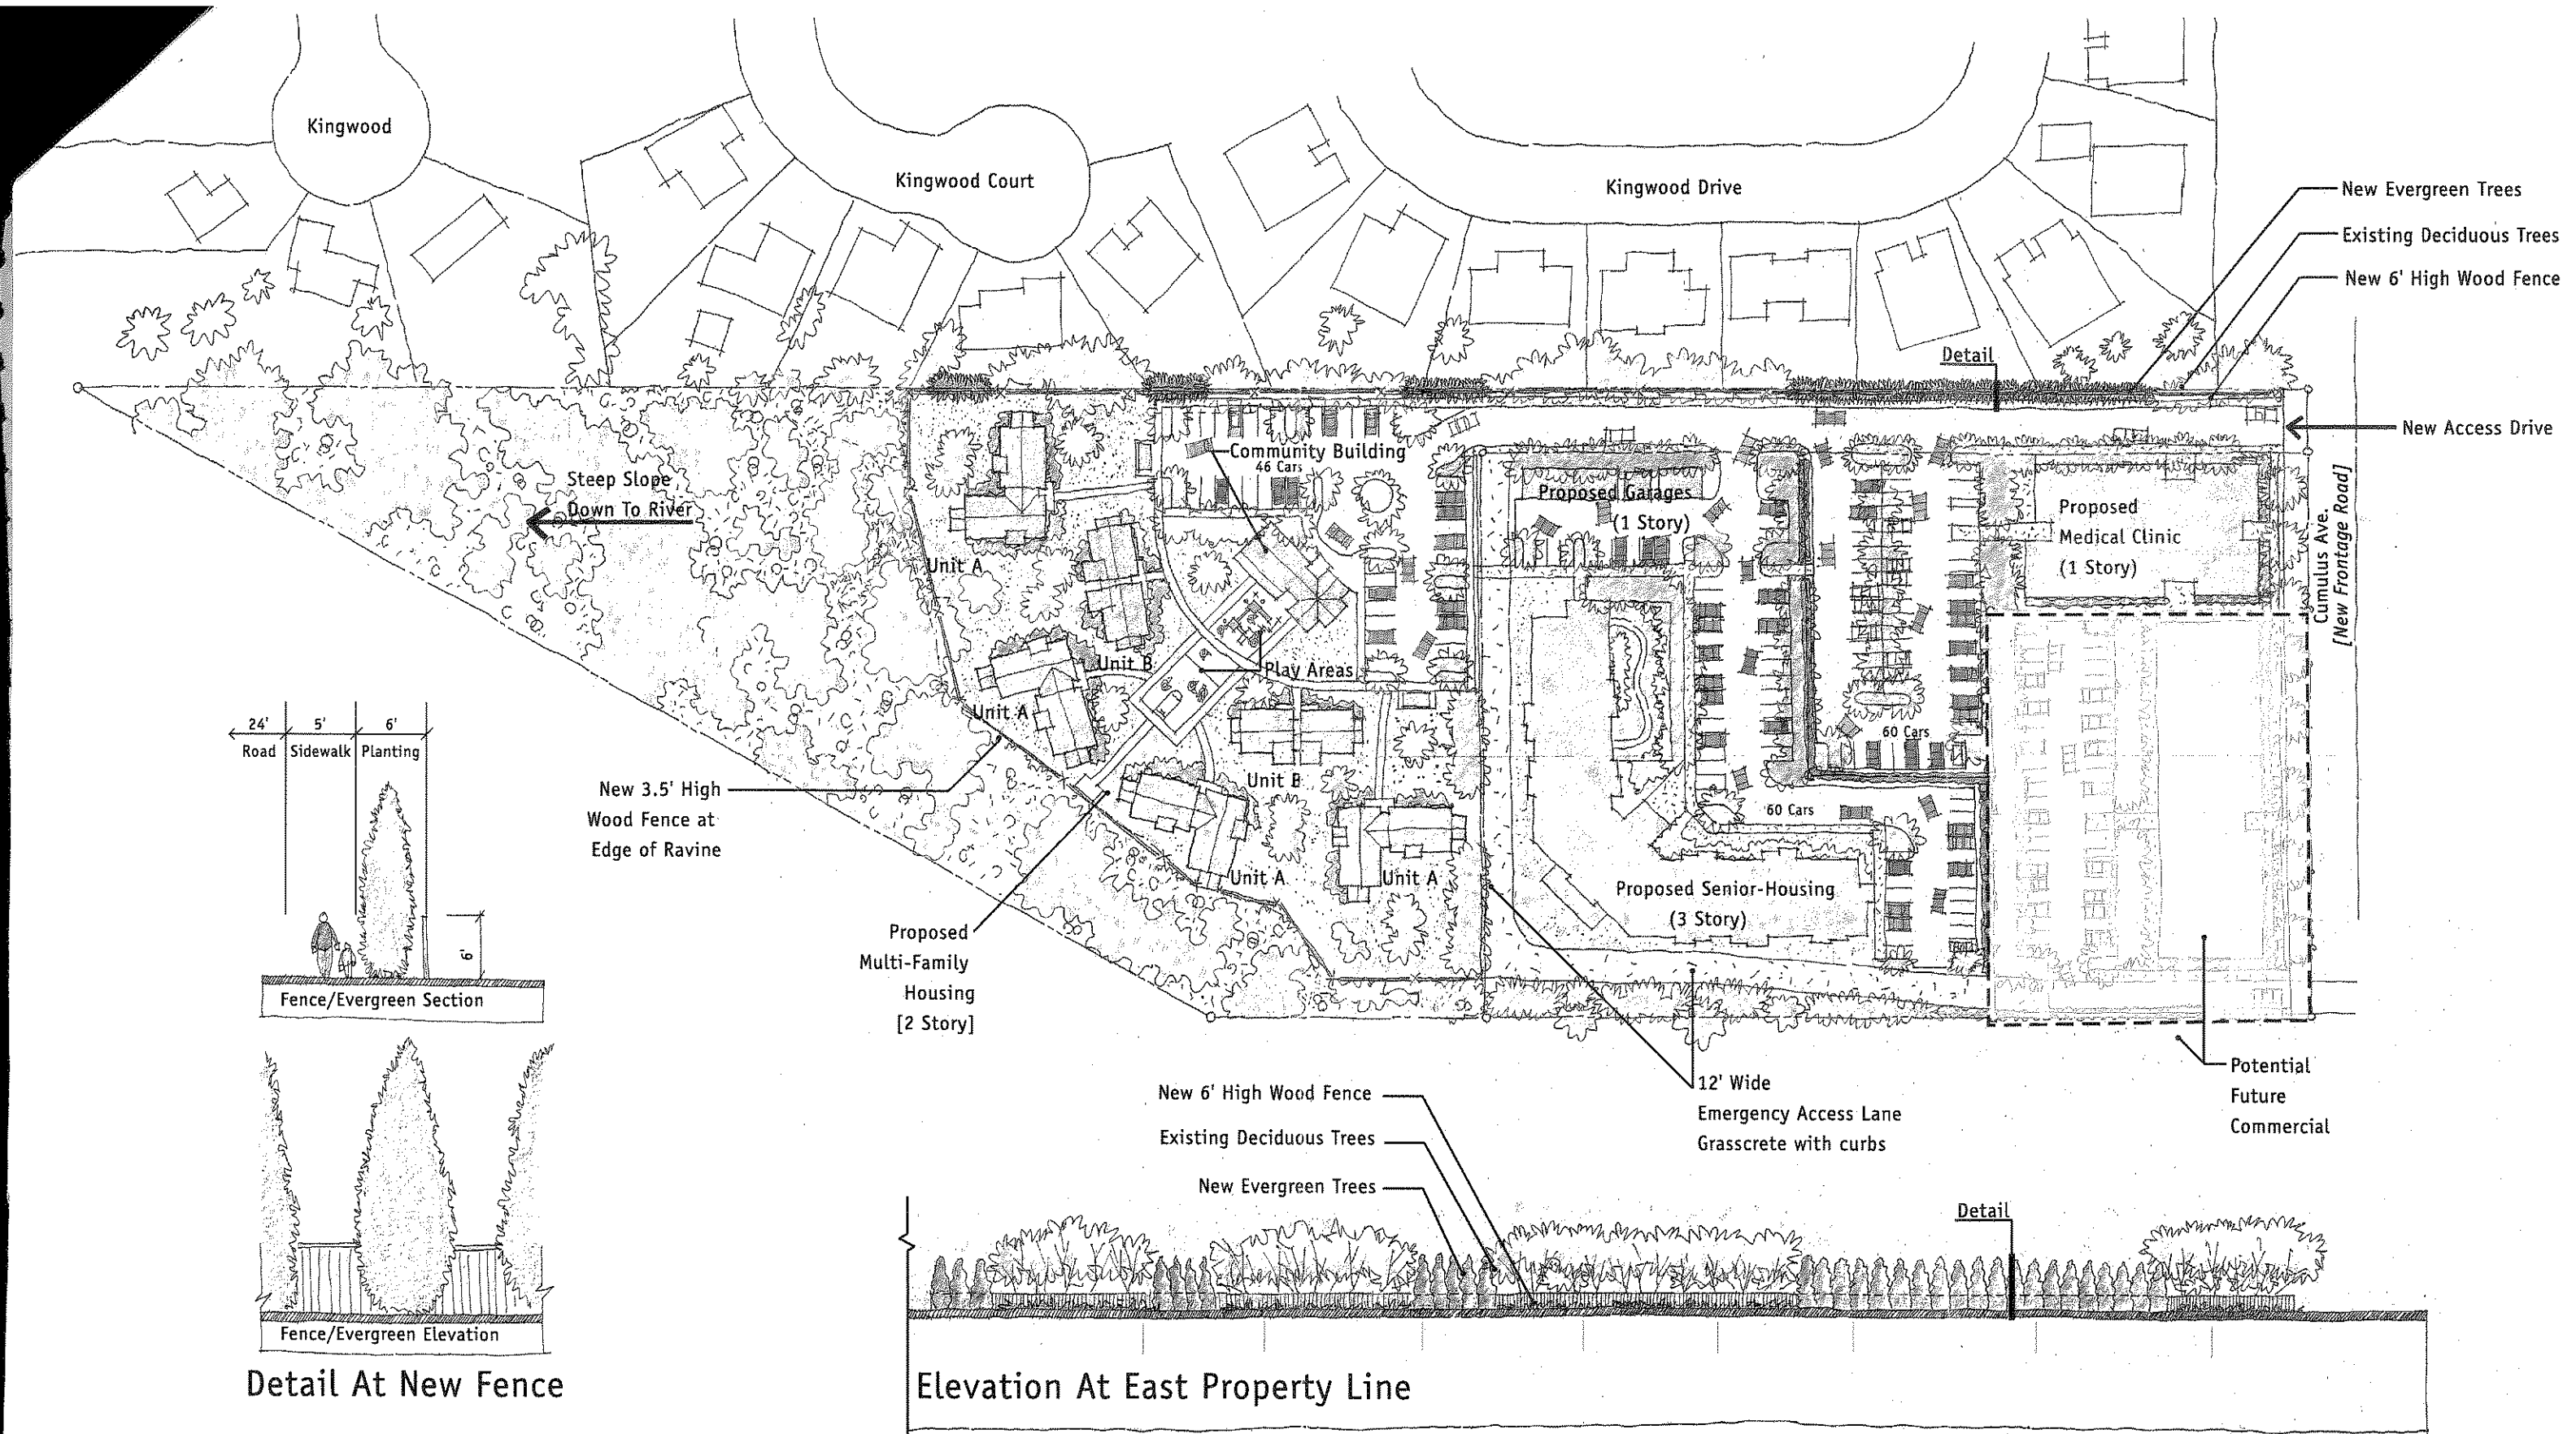 Kingwood
Kingwood Court
Kingwood Drive
New Evergreen Trees
Existing Deciduous Trees
New 6' High Wood Fence
Detail
New Access Drive
Community Building
46 Cars
Steep Slope
Down To River
Proposed Garages
(1 Story)
Proposed
Medical Clinic
(1 Story)
Cumulus Ave.
[New Frontage Road]
Unit A
Unit B
Play Areas
Unit A
Unit B
60 Cars
60 Cars
Unit A
Unit A
Proposed Senior-Housing
(3 Story)
24'
5'
6'
Road
Sidewalk
Planting
6'
Fence/Evergreen Section
New 3.5' High
Wood Fence at
Edge of Ravine
Proposed
Multi-Family
Housing
[2 Story]
12' Wide
Emergency Access Lane
Grasscrete with curbs
Potential
Future
Commercial
New 6' High Wood Fence
Existing Deciduous Trees
New Evergreen Trees
Detail
Fence/Evergreen Elevation
Detail At New Fence
Elevation At East Property Line